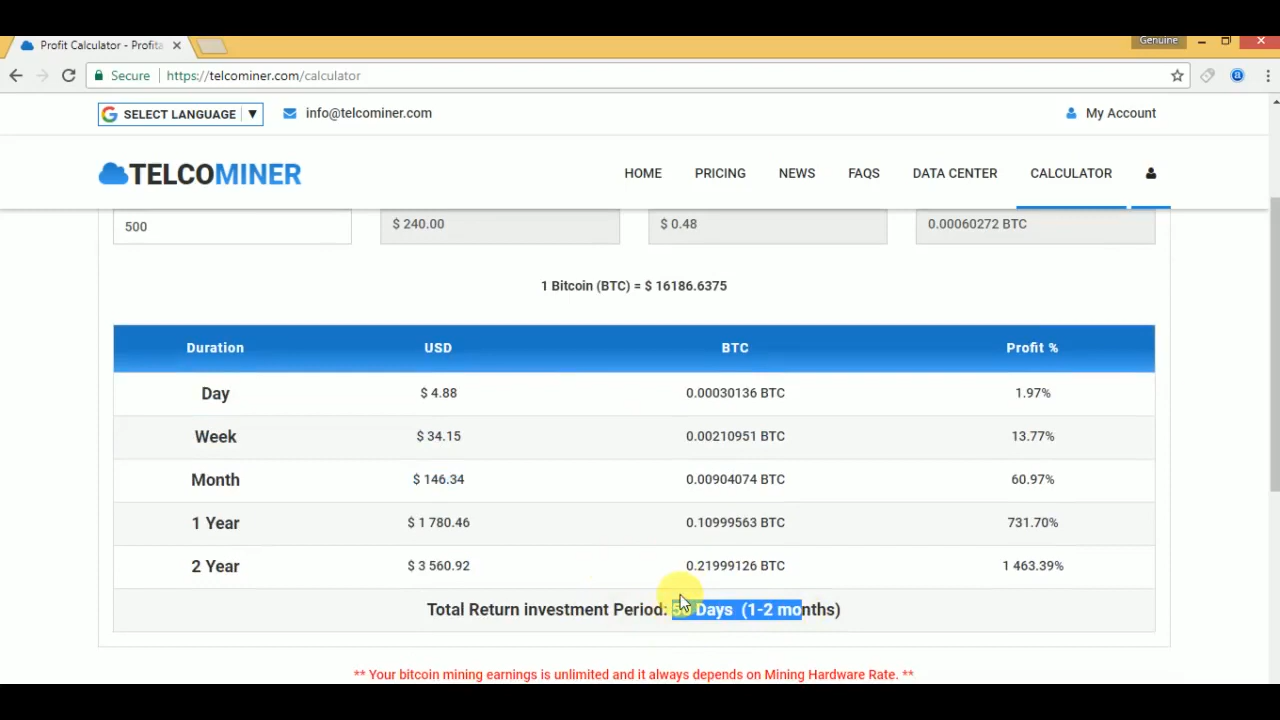 Profit Calculator - Profita
Genuine
Secure https://telcominer.com/calculator
SELECT LANGUAGE ▼ info@telcominer.com My Account
TELCOMINER HOME PRICING NEWS FAQS DATA CENTER CALCULATOR
500 $ 240.00 $ 0.48 0.00060272 BTC
1 Bitcoin (BTC) = $ 16186.6375
Duration USD BTC Profit %
Day $ 4.88 0.00030136 BTC 1.97%
Week $ 34.15 0.00210951 BTC 13.77%
Month $ 146.34 0.00904074 BTC 60.97%
1 Year $ 1 780.46 0.10999563 BTC 731.70%
2 Year $ 3 560.92 0.21999126 BTC 1 463.39%
Total Return investment Period: Days (1-2 months)
** Your bitcoin mining earnings is unlimited and it always depends on Mining Hardware Rate. **